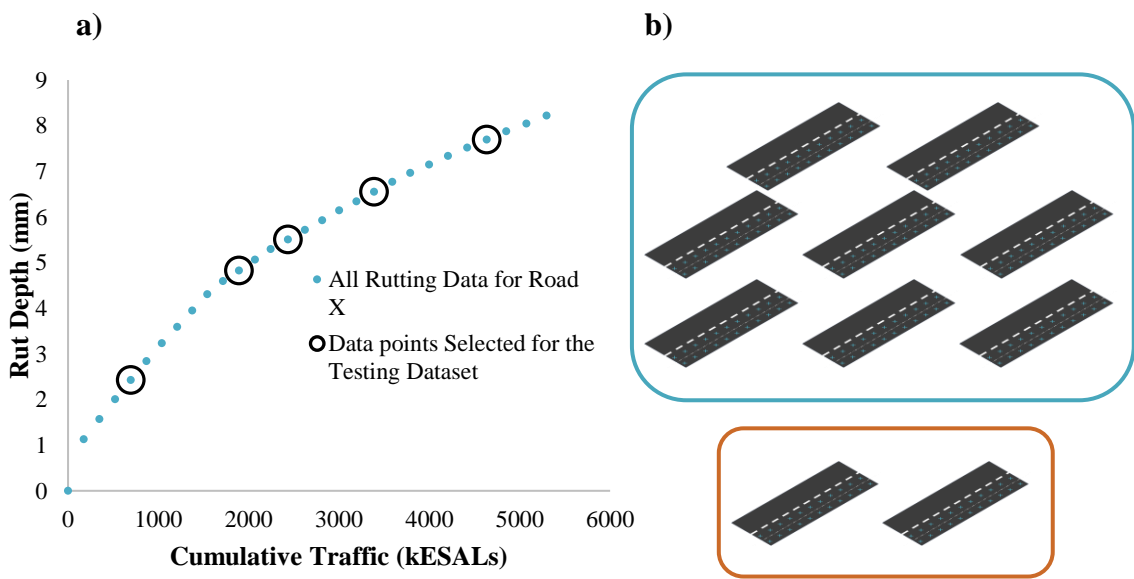 a)
b)
9
8
7
6
5
4
3
2
1
0
Rut Depth (mm)
All Rutting Data for Road
X
Data points Selected for the
Testing Dataset
0 1000 2000 3000 4000 5000 6000
Cumulative Traffic (kESALs)